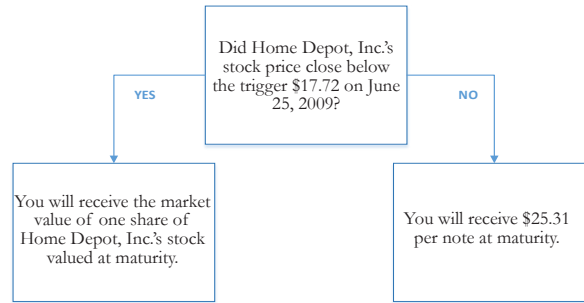 Did Home Depot, Inc.'s
stock price close below
the trigger $17.72 on June
25, 2009?
YES
NO
You will receive the market
value of one share of
Home Depot, Inc.'s stock
valued at maturity.
You will receive $25.31
per note at maturity.